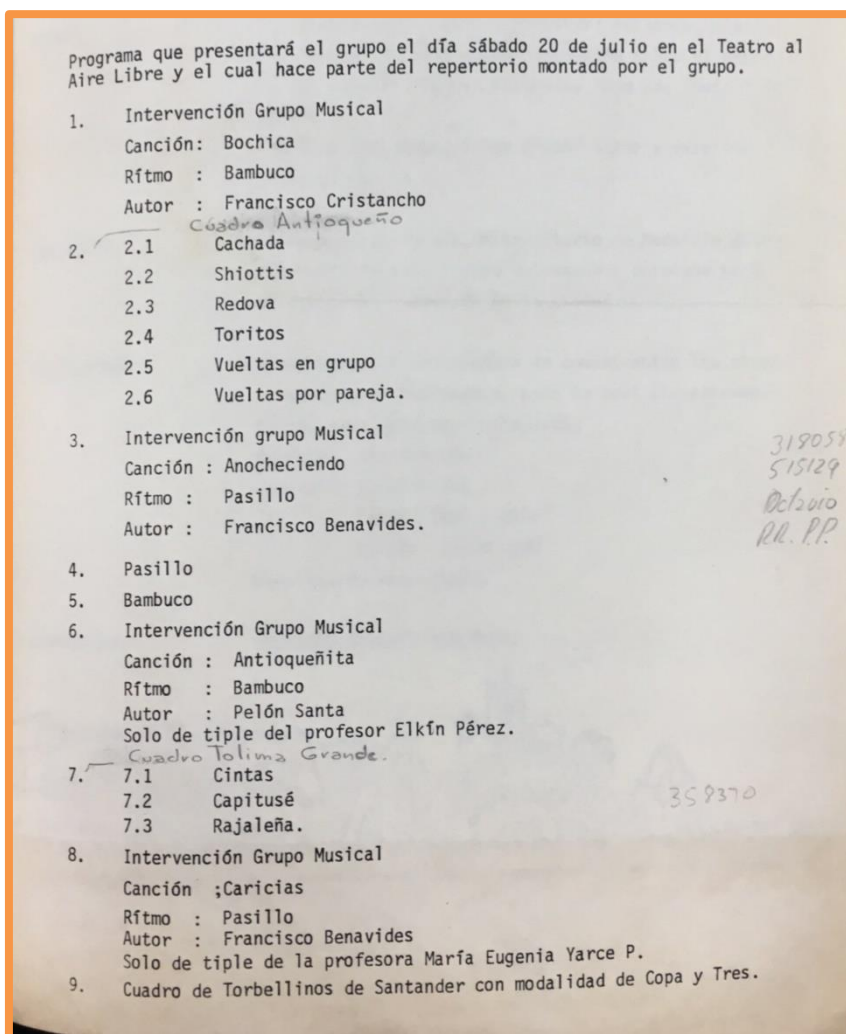 Programa que presentará el grupo el día sábado 20 de julio en el Teatro al
Aire Libre y el cual hace parte del repertorio montado por el grupo.
1. Intervención Grupo Musical
Canción: Bochica
Rítmo : Bambuco
Autor : Francisco Cristancho
Cuadro Antioqueño
2. 2.1 Cachada
2.2 Shiottis
2.3 Redova
2.4 Toritos
2.5 Vueltas en grupo
2.6 Vueltas por pareja.
3. Intervención grupo Musical
Canción : Anocheciendo
Rítmo : Pasillo
Autor : Francisco Benavides.
318058
515129
Octavio
RR. P.P.
4. Pasillo
5. Bambuco
6. Intervención Grupo Musical
Canción : Antioqueñita
Rítmo : Bambuco
Autor : Pelón Santa
Solo de tiple del profesor Elkín Pérez.
Cuadro Tolima Grande.
7. 7.1 Cintas
7.2 Capitusé
7.3 Rajaleña.
359370
8. Intervención Grupo Musical
Canción ;Caricias
Rítmo : Pasillo
Autor : Francisco Benavides
Solo de tiple de la profesora María Eugenia Yarce P.
9. Cuadro de Torbellinos de Santander con modalidad de Copa y Tres.